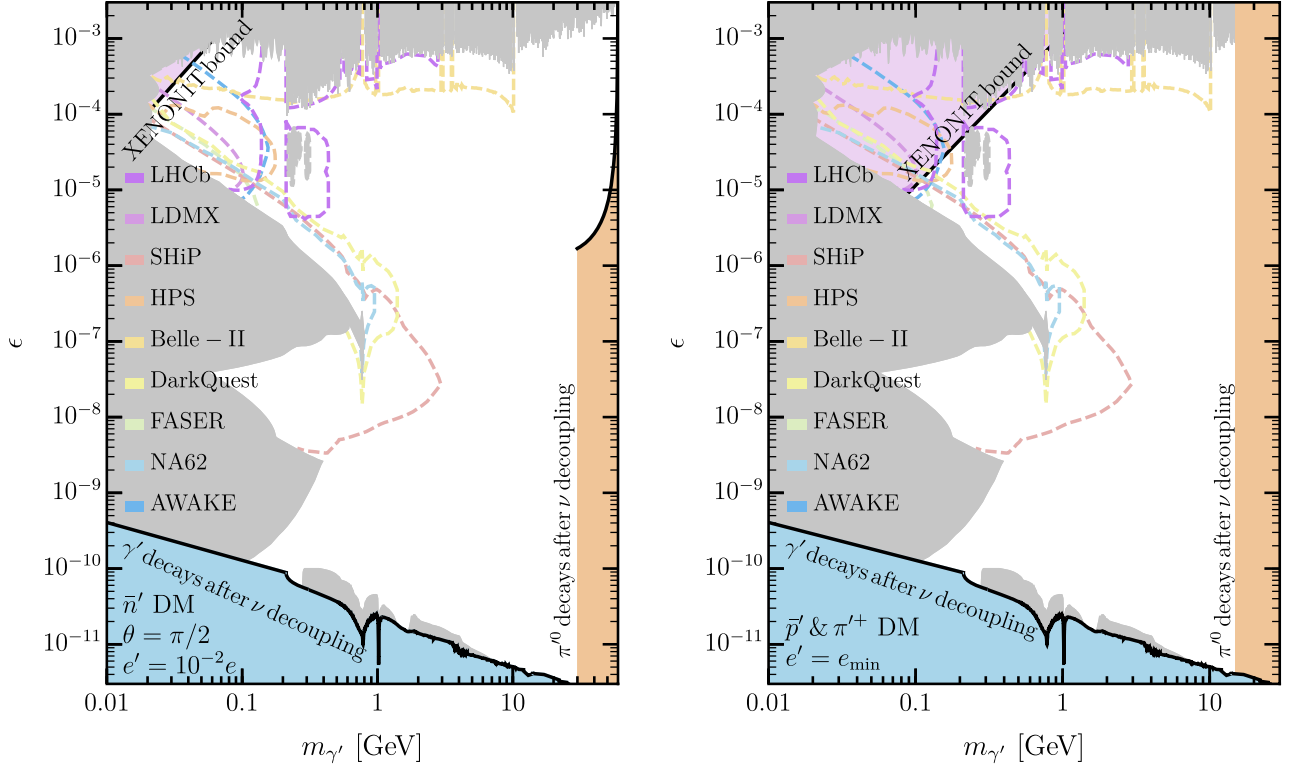 10⁻³
10⁻⁴
10⁻⁵
10⁻⁶
10⁻⁷
10⁻⁸
10⁻⁹
10⁻¹⁰
10⁻¹¹
ϵ
XENON1T bound
LHCb
LDMX
SHiP
HPS
Belle − II
DarkQuest
FASER
NA62
AWAKE
γ′ decays after ν decoupling
n̄′ DM
θ = π/2
e′ = 10⁻²e
π′⁰ decays after ν decoupling
0.01 0.1 1 10
m_γ′ [GeV]
10⁻³
10⁻⁴
10⁻⁵
10⁻⁶
10⁻⁷
10⁻⁸
10⁻⁹
10⁻¹⁰
10⁻¹¹
ϵ
XENON1T bound
LHCb
LDMX
SHiP
HPS
Belle − II
DarkQuest
FASER
NA62
AWAKE
γ′ decays after ν decoupling
p̄′ & π′⁺ DM
e′ = e_min
π′⁰ decays after ν decoupling
0.01 0.1 1 10
m_γ′ [GeV]